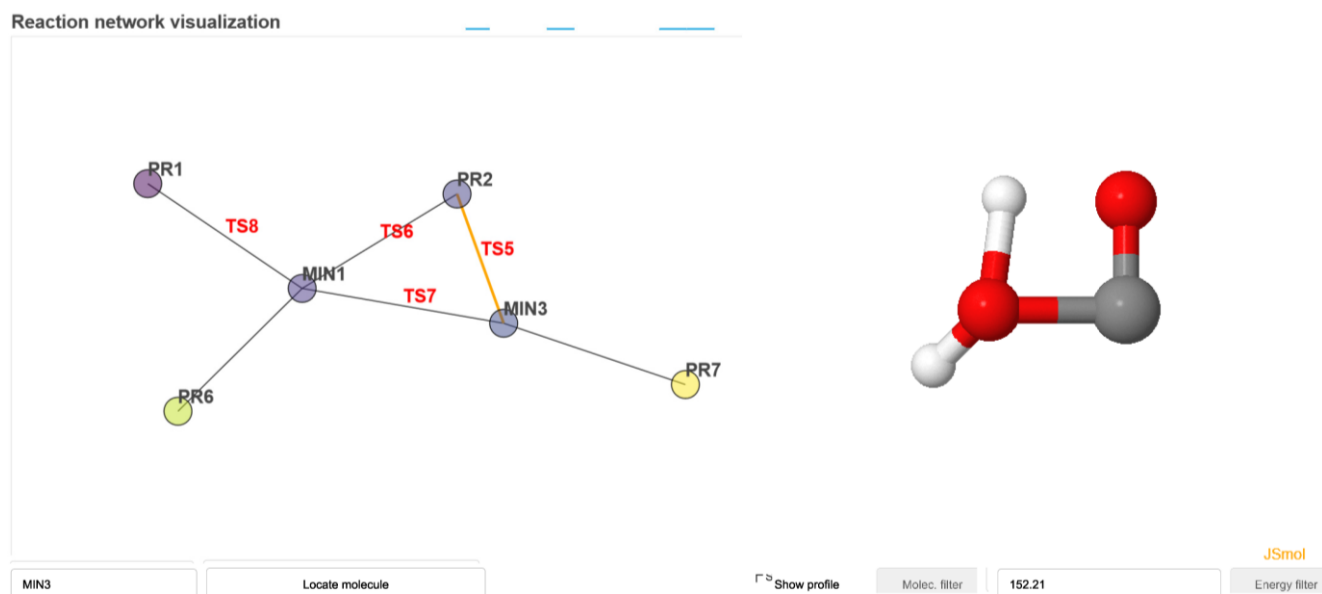 Reaction network visualization
PR1
PR2
TS8
TS6
TS5
MIN1
TS7
MIN3
PR7
PR6
JSmol
MIN3
Locate molecule
Show profile
Molec. filter
152.21
Energy filter